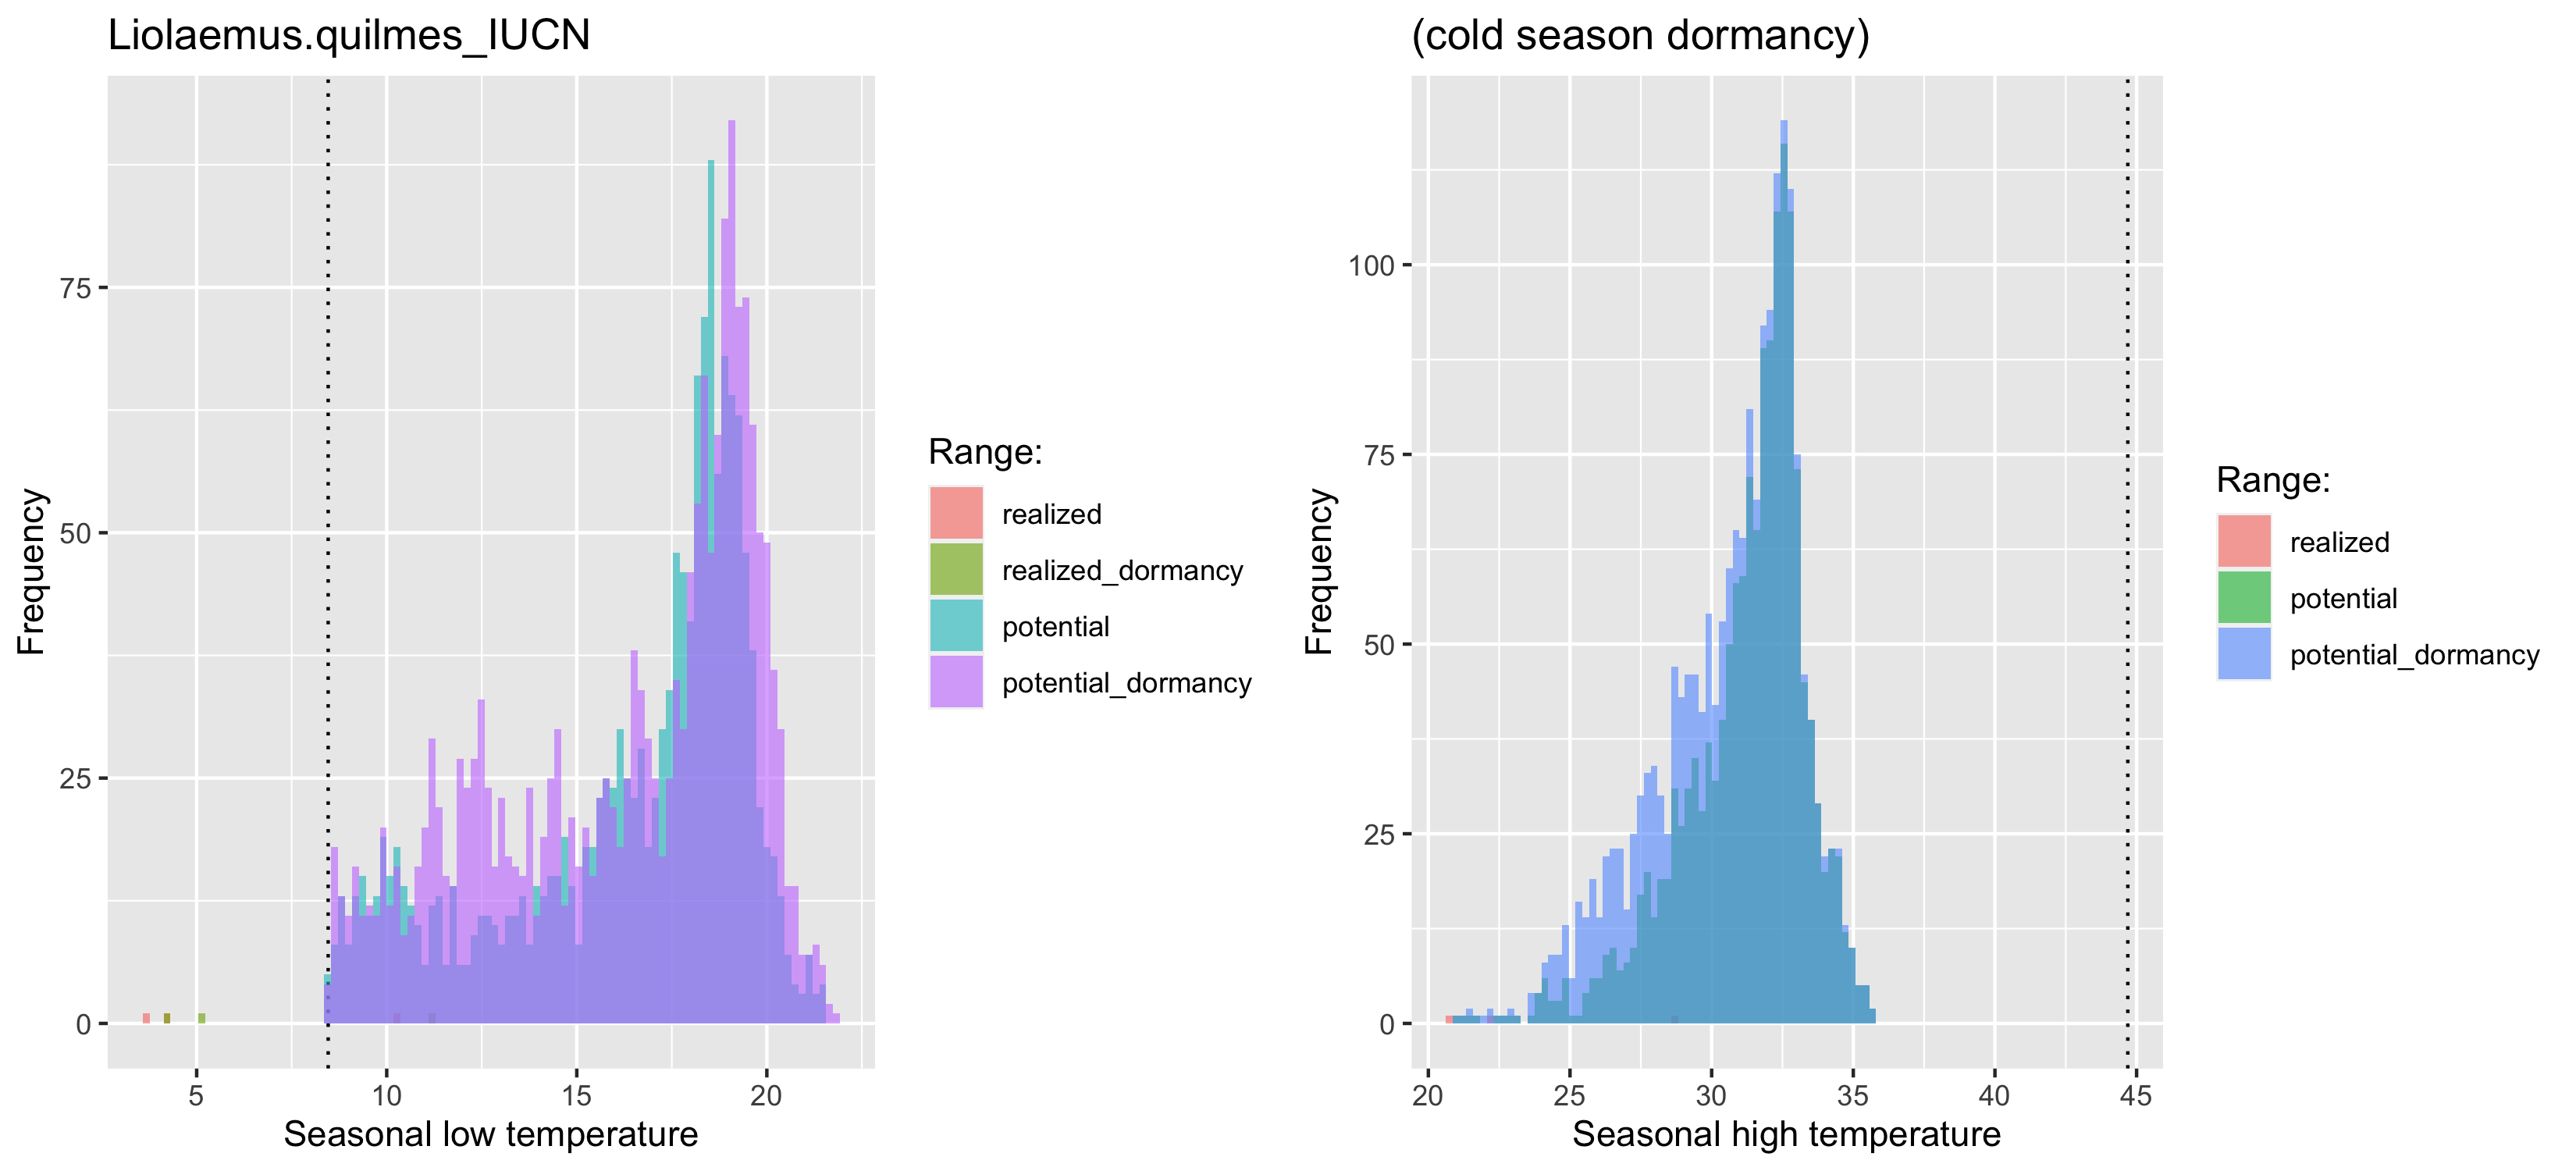 Liolaemus.quilmes_IUCN
Frequency
75
50
25
0
5
10
15
20
Seasonal low temperature
Range:
realized
realized_dormancy
potential
potential_dormancy
(cold season dormancy)
Frequency
100
75
50
25
0
20
25
30
35
40
45
Seasonal high temperature
Range:
realized
potential
potential_dormancy